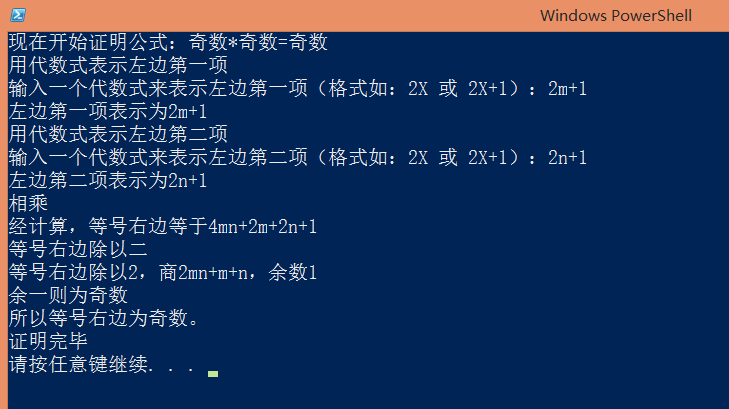 Windows PowerShell
现在开始证明公式：奇数*奇数=奇数
用代数式表示左边第一项
输入一个代数式来表示左边第一项（格式如：2X 或 2X+1）：2m+1
左边第一项表示为2m+1
用代数式表示左边第二项
输入一个代数式来表示左边第二项（格式如：2X 或 2X+1）：2n+1
左边第二项表示为2n+1
相乘
经计算，等号右边等于4mn+2m+2n+1
等号右边除以二
等号右边除以2，商2mn+m+n，余数1
余一则为奇数
所以等号右边为奇数。
证明完毕
请按任意键继续. . .